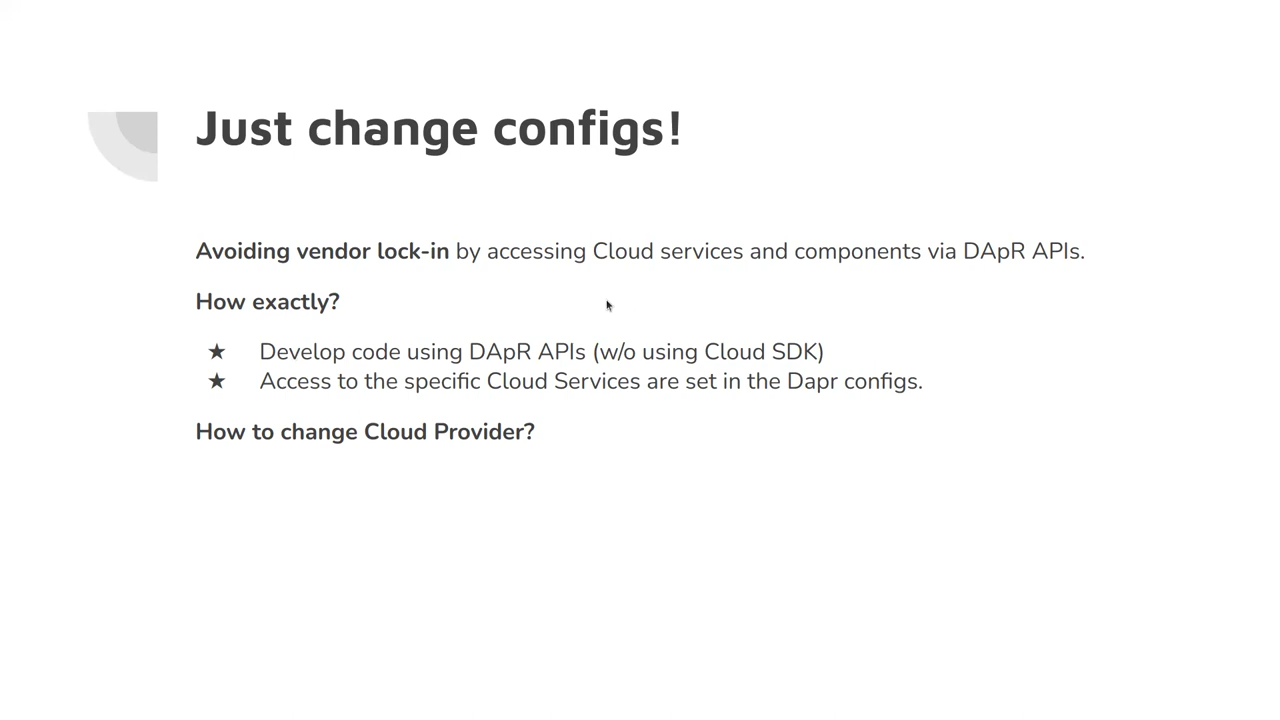 Just change configs!
Avoiding vendor lock-in by accessing Cloud services and components via DApR APIs.
How exactly?
★ Develop code using DApR APIs (w/o using Cloud SDK)
★ Access to the specific Cloud Services are set in the Dapr configs.
How to change Cloud Provider?